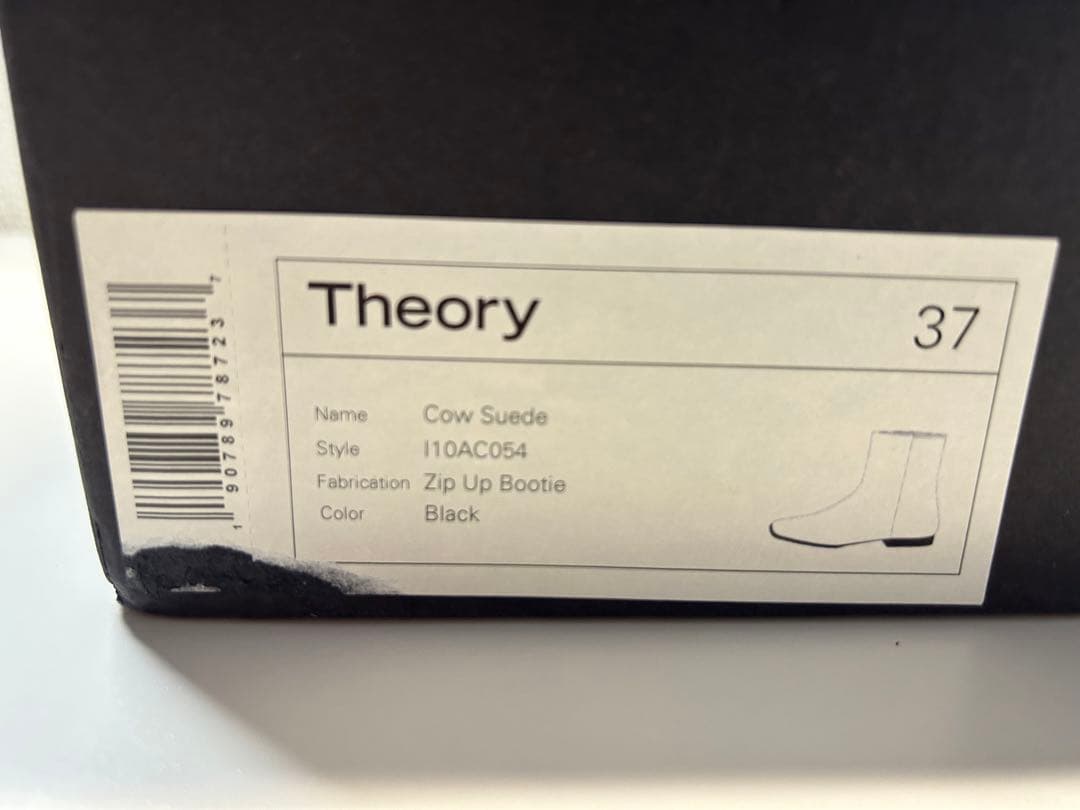 Theory
37
Name Cow Suede
Style I10AC054
Fabrication Zip Up Bootie
Color Black
1 90789 78723 7